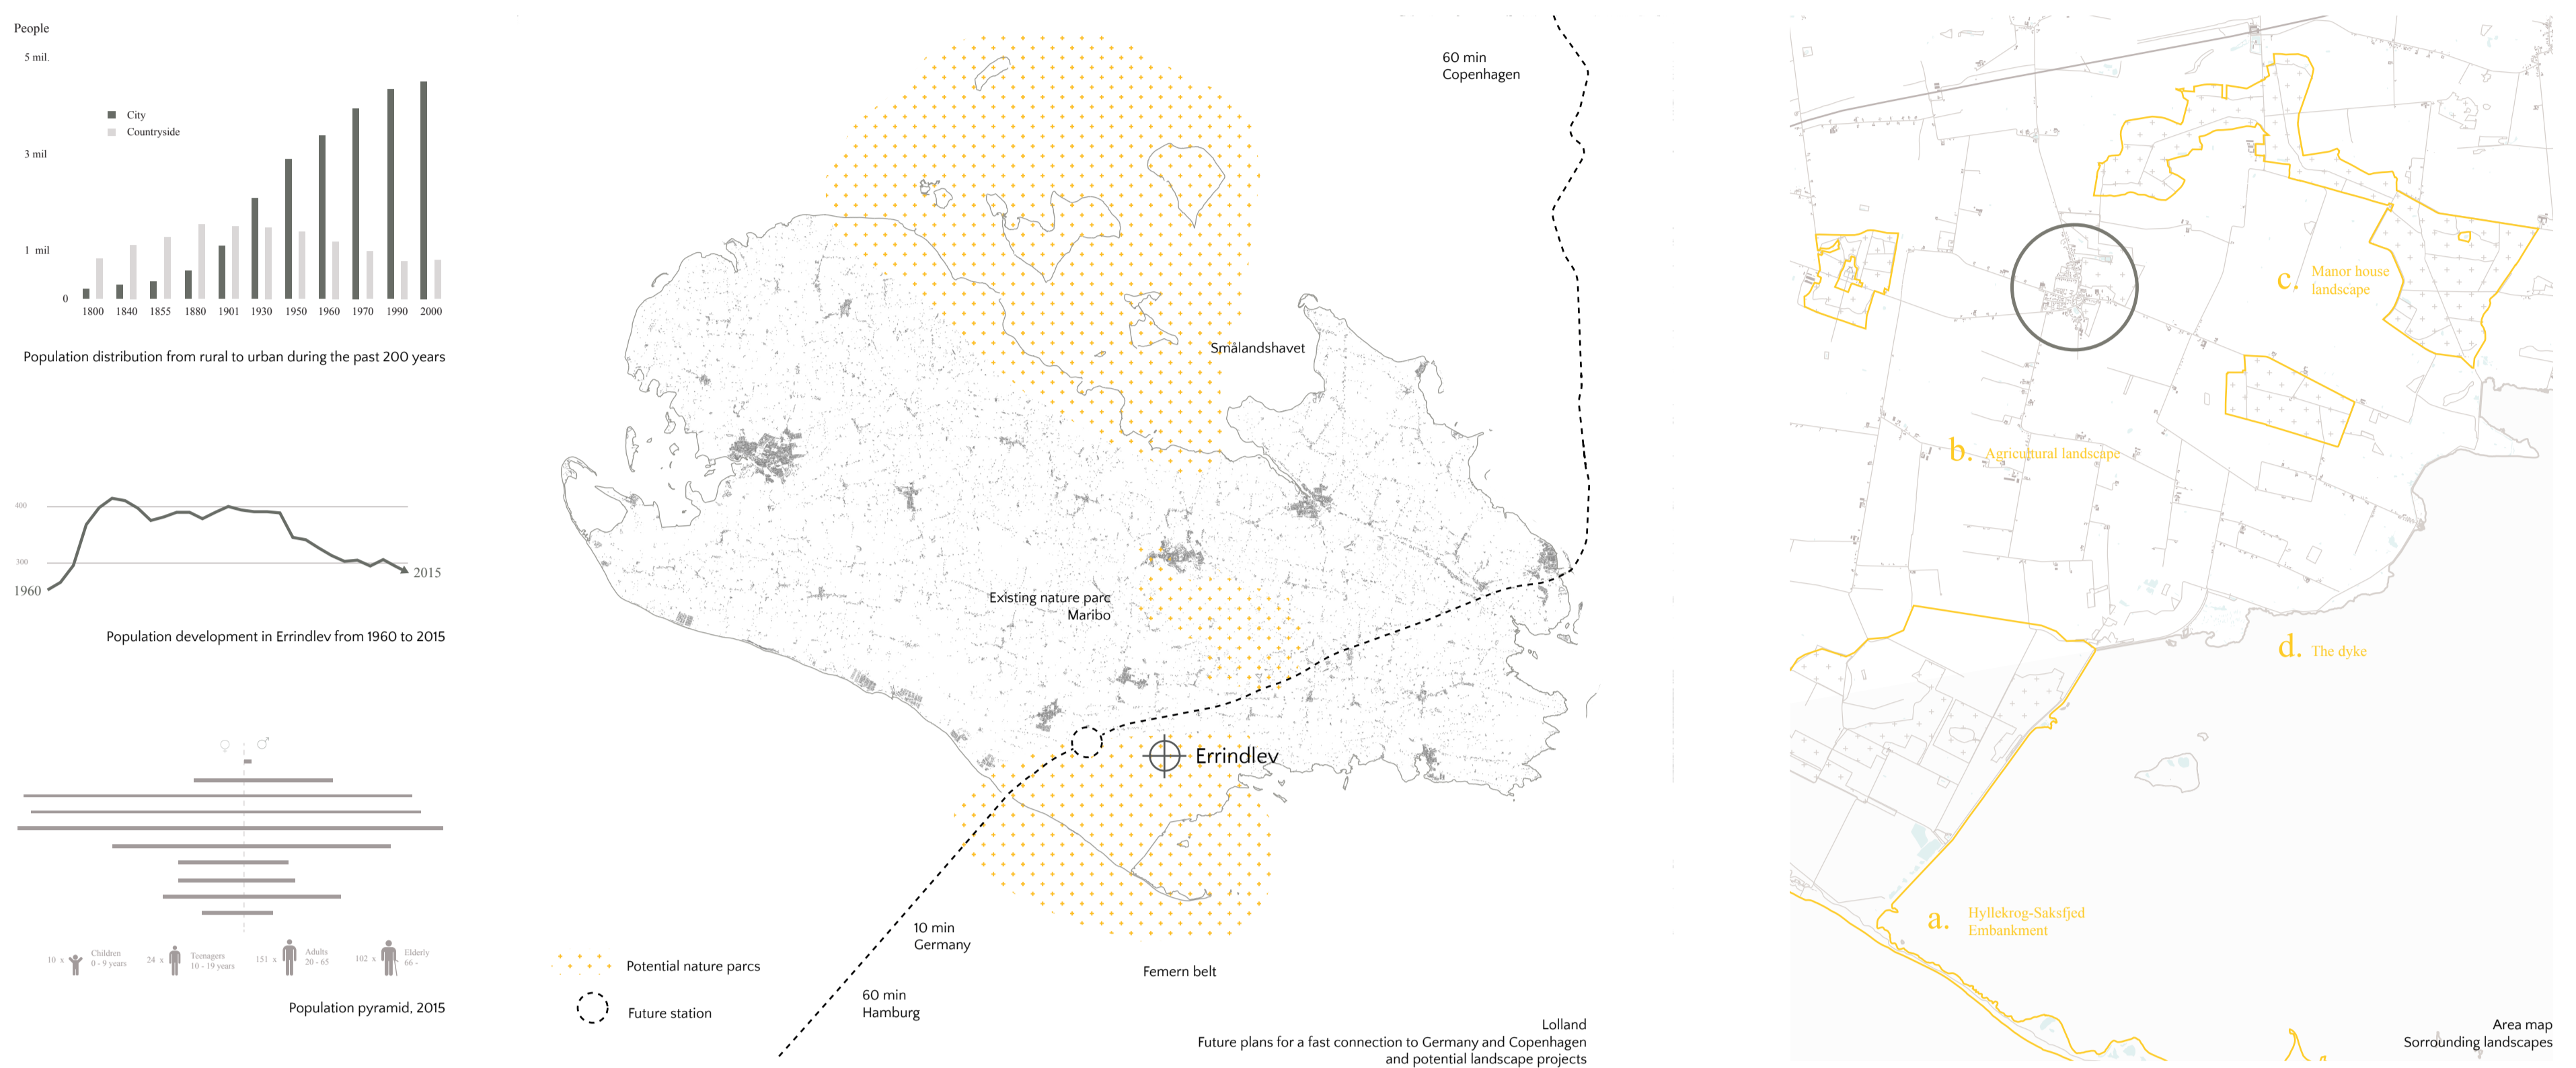 People
5 mil.
City
Countryside
3 mil
1 mil
0
1800 1840 1855 1880 1901 1930 1950 1960 1970 1990 2000
Population distribution from rural to urban during the past 200 years
400
300
1960
2015
Population development in Errindlev from 1960 to 2015
10 x
Children
0 - 9 years
24 x
Teenagers
10 - 19 years
151 x
Adults
20 - 65
102 x
Elderly
66 -
Population pyramid, 2015
60 min
Copenhagen
Smålandshavet
Existing nature parc
Maribo
Errindlev
10 min
Germany
60 min
Hamburg
Femern belt
Potential nature parcs
Future station
Lolland
Future plans for a fast connection to Germany and Copenhagen
and potential landscape projects
c. Manor house
landscape
b. Agricultural landscape
d. The dyke
a. Hyllekrog-Saksfjed
Embankment
Area map
Sorrounding landscapes